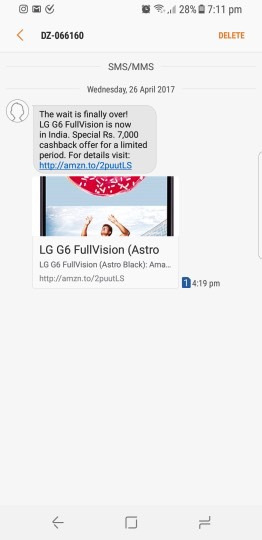 28% 7:11 pm
DZ-066160
DELETE
SMS/MMS
Wednesday, 26 April 2017
The wait is finally over!
LG G6 FullVision is now
in India. Special Rs. 7,000
cashback offer for a limited
period. For details visit:
http://amzn.to/2puutLS
LG G6 FullVision (Astro
LG G6 FullVision (Astro Black): Ama...
http://amzn.to/2puutLS
1 4:19 pm